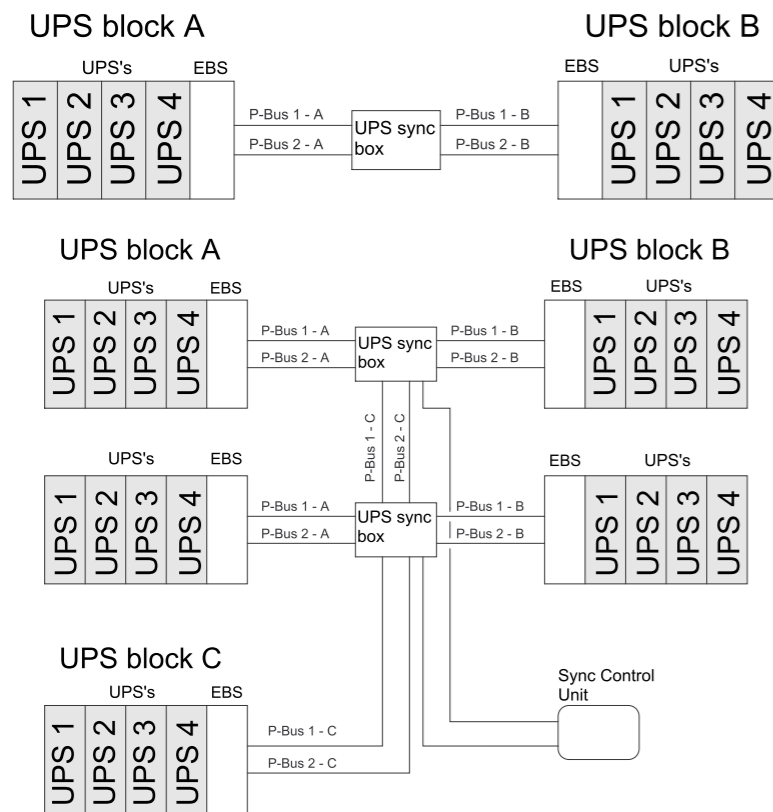 UPS block A
UPS block B
UPS's EBS
EBS UPS's
UPS 1 UPS 2 UPS 3 UPS 4
P-Bus 1 - A
P-Bus 2 - A
UPS sync
box
P-Bus 1 - B
P-Bus 2 - B
UPS 1 UPS 2 UPS 3 UPS 4
UPS block A
UPS block B
UPS's EBS
EBS UPS's
UPS 1 UPS 2 UPS 3 UPS 4
P-Bus 1 - A
P-Bus 2 - A
UPS sync
box
P-Bus 1 - B
P-Bus 2 - B
UPS 1 UPS 2 UPS 3 UPS 4
P-Bus 1 - C
P-Bus 2 - C
UPS's EBS
EBS UPS's
UPS 1 UPS 2 UPS 3 UPS 4
P-Bus 1 - A
P-Bus 2 - A
UPS sync
box
P-Bus 1 - B
P-Bus 2 - B
UPS 1 UPS 2 UPS 3 UPS 4
UPS block C
UPS's EBS
UPS 1 UPS 2 UPS 3 UPS 4
P-Bus 1 - C
P-Bus 2 - C
Sync Control
Unit